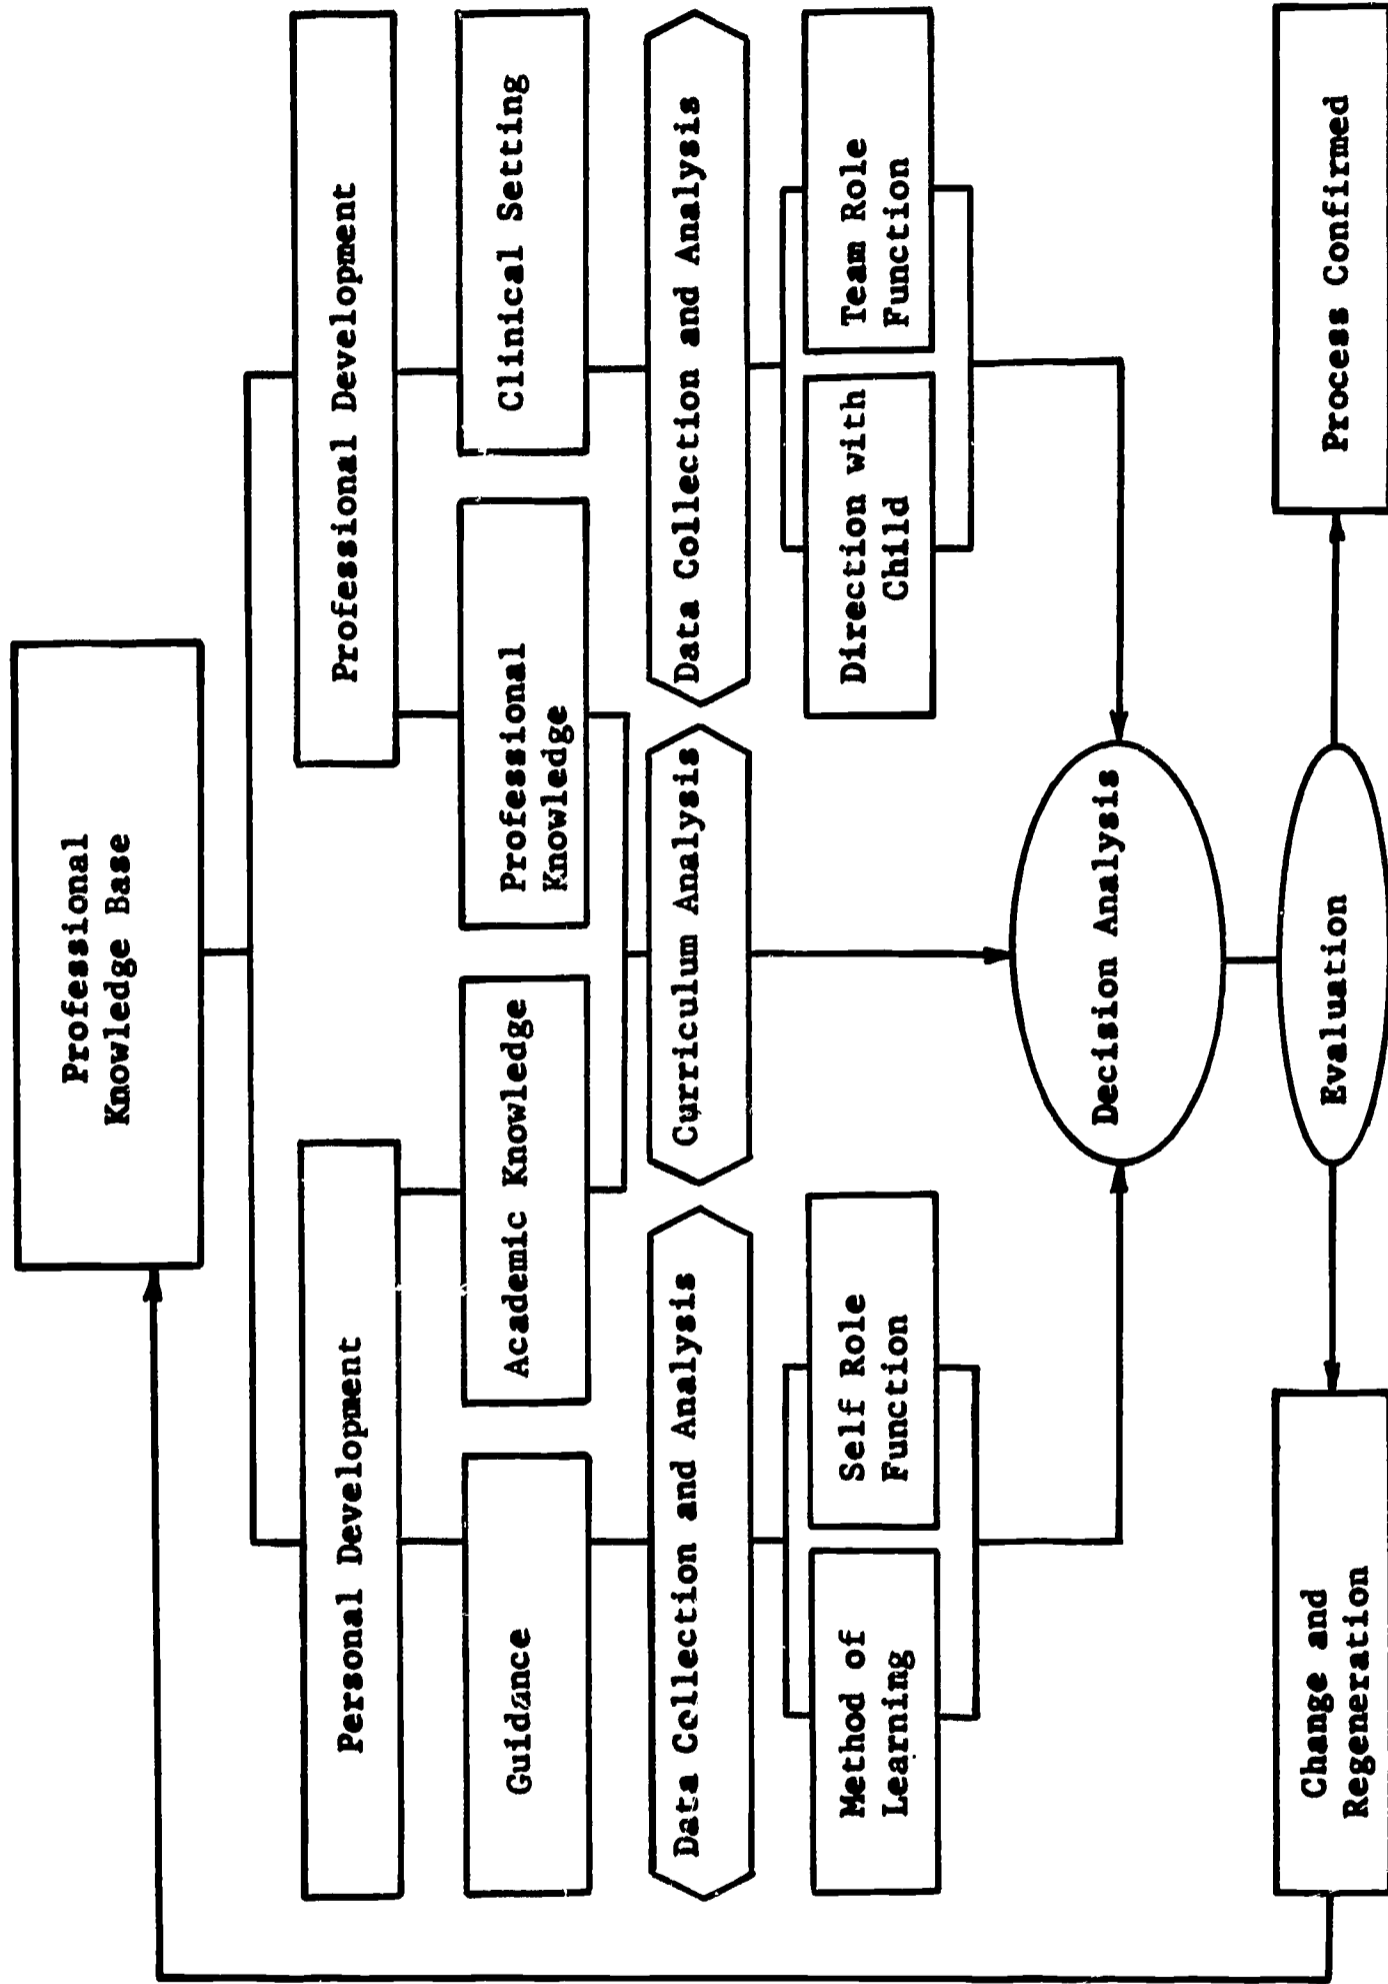 Professional
Knowledge Base
Personal Development
Professional Development
Guidance
Academic Knowledge
Professional
Knowledge
Clinical Setting
Data Collection and Analysis
Curriculum Analysis
Data Collection and Analysis
Method of
Learning
Self Role
Function
Direction with
Child
Team Role
Function
Decision Analysis
Change and
Regeneration
Evaluation
Process Confirmed